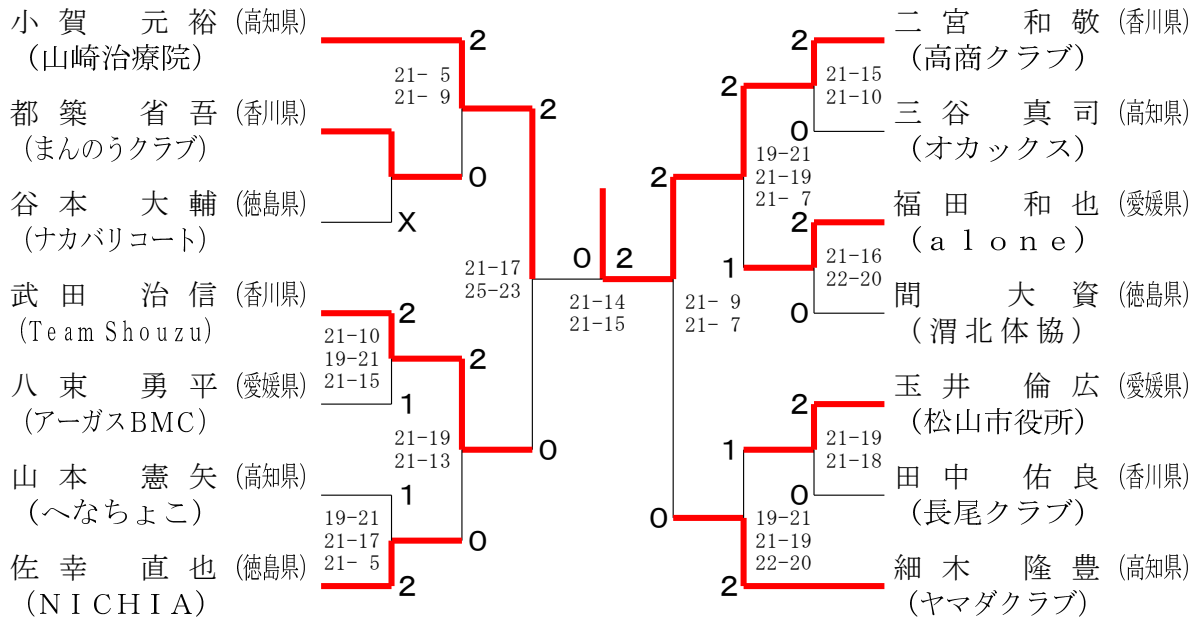 小賀 元裕 (高知県)
(山崎治療院)
都築 省吾 (香川県)
(まんのうクラブ)
谷本 大輔 (徳島県)
(ナカバリコート)
武田 治信 (香川県)
(Team Shouzu)
八束 勇平 (愛媛県)
(アーガスBMC)
山本 憲矢 (高知県)
(へなちょこ)
佐幸 直也 (徳島県)
(NICHIA)
2
21- 5
21- 9
2
0
X
21-17
25-23
2
21-10
19-21
21-15
2
1
21-19
21-13
0
1
19-21
21-17
21- 5
0
2
0 2
21-14
21-15
2
21-15
21-10
2
0
19-21
21-19
21- 7
2
2
1
21-16
22-20
0
21- 9
21- 7
2
1
21-19
21-18
0
0
19-21
21-19
22-20
2
二宮 和敬 (香川県)
(高商クラブ)
三谷 真司 (高知県)
(オカックス)
福田 和也 (愛媛県)
(alone)
間 大資 (徳島県)
(渭北体協)
玉井 倫広 (愛媛県)
(松山市役所)
田中 佑良 (香川県)
(長尾クラブ)
細木 隆豊 (高知県)
(ヤマダクラブ)